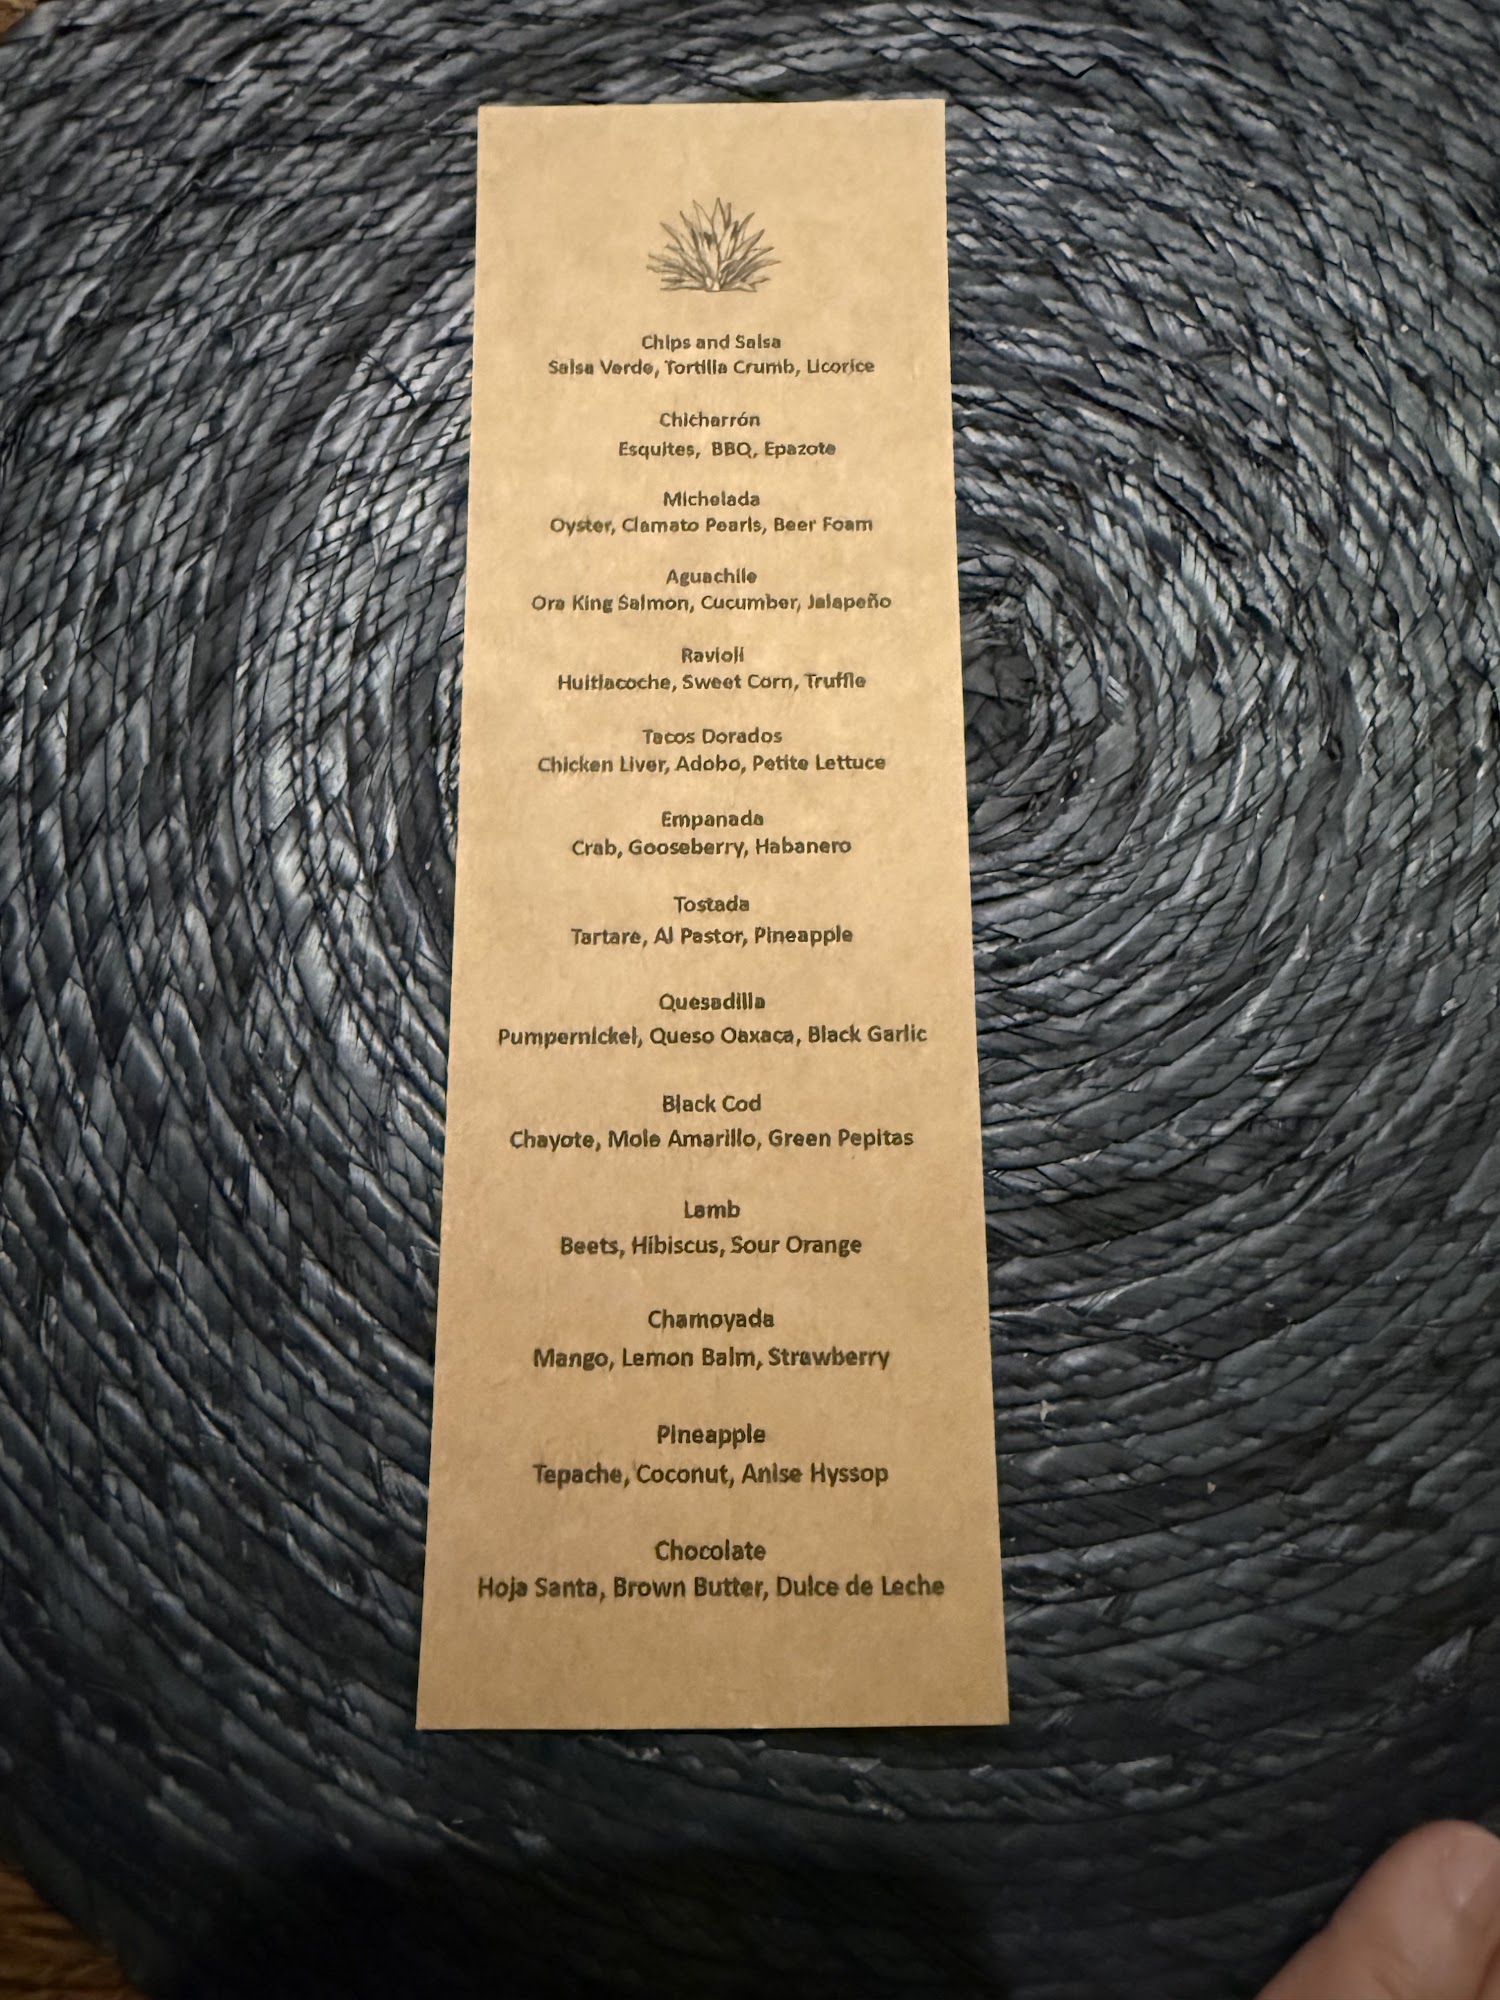 Chips and Salsa
Salsa Verde, Tortilla Crumb, Licorice
Chicharrón
Esquites, BBQ, Epazote
Michelada
Oyster, Clamato Pearls, Beer Foam
Aguachile
Ora King Salmon, Cucumber, Jalapeño
Ravioli
Huitlacoche, Sweet Corn, Truffle
Tacos Dorados
Chicken Liver, Adobo, Petite Lettuce
Empanada
Crab, Gooseberry, Habanero
Tostada
Tartare, Al Pastor, Pineapple
Quesadilla
Pumpernickel, Queso Oaxaca, Black Garlic
Black Cod
Chayote, Mole Amarillo, Green Pepitas
Lamb
Beets, Hibiscus, Sour Orange
Chamoyada
Mango, Lemon Balm, Strawberry
Pineapple
Tepache, Coconut, Anise Hyssop
Chocolate
Hoja Santa, Brown Butter, Dulce de Leche